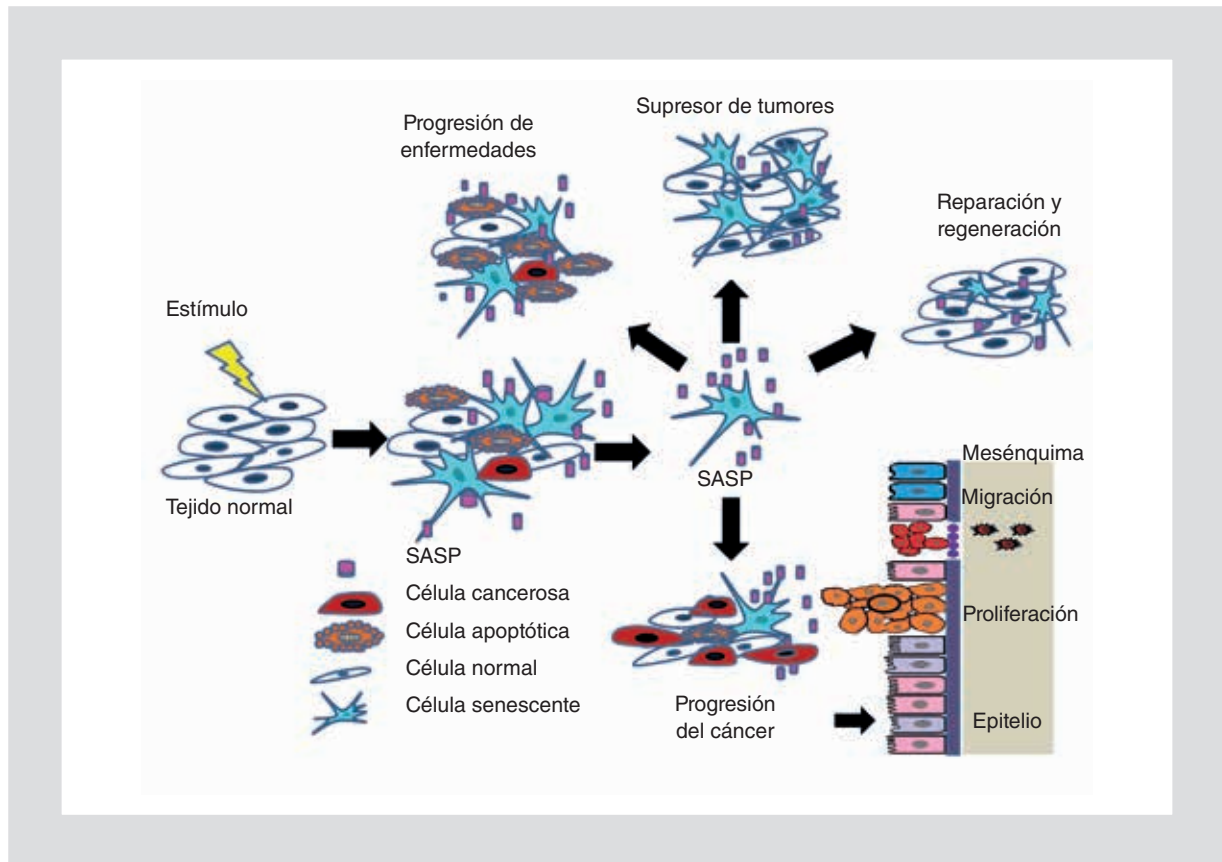 Supresor de tumores
Progresión de
enfermedades
Reparación y
regeneración
Estímulo
Tejido normal
SASP
Mesénquima
Migración
Proliferación
Epitelio
SASP
Célula cancerosa
Célula apoptótica
Célula normal
Célula senescente
Progresión
del cáncer